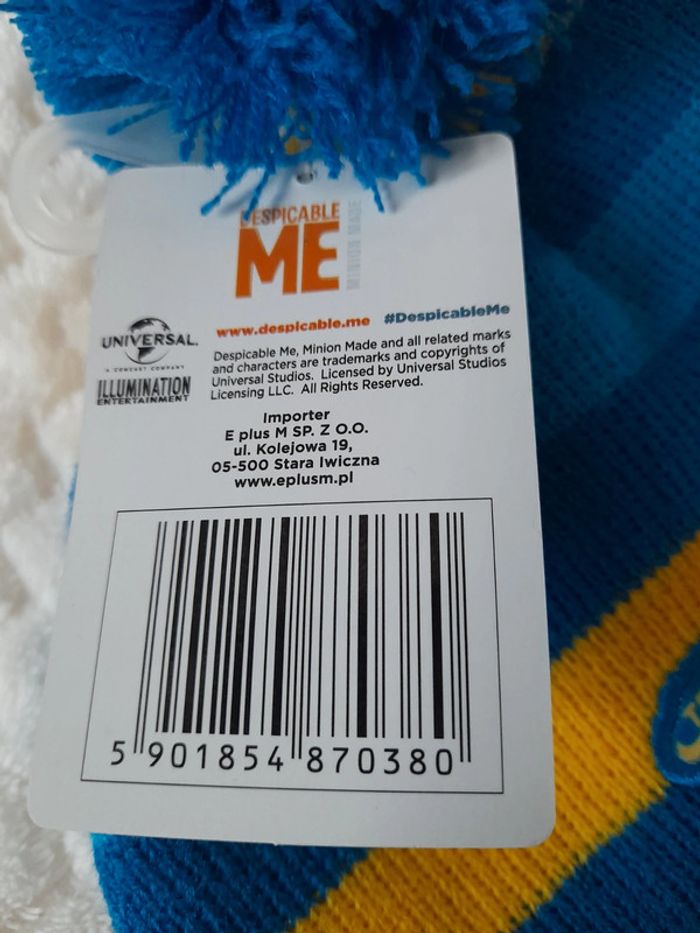 DESPICABLE
ME
MINION MADE
www.despicable.me #DespicableMe
UNIVERSAL
A COMCAST COMPANY
ILLUMINATION
ENTERTAINMENT
Despicable Me, Minion Made and all related marks
and characters are trademarks and copyrights of
Universal Studios. Licensed by Universal Studios
Licensing LLC. All Rights Reserved.
Importer
E plus M SP. Z O.O.
ul. Kolejowa 19,
05-500 Stara Iwiczna
www.eplusm.pl
5 901854 870380